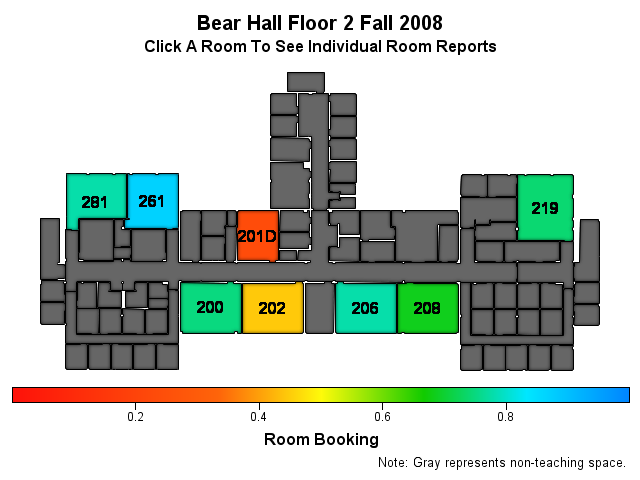 Bear Hall Floor 2 Fall 2008
Click A Room To See Individual Room Reports
281
261
219
201D
200
202
206
208
0.2 0.4 0.6 0.8
Room Booking
Note: Gray represents non-teaching space.